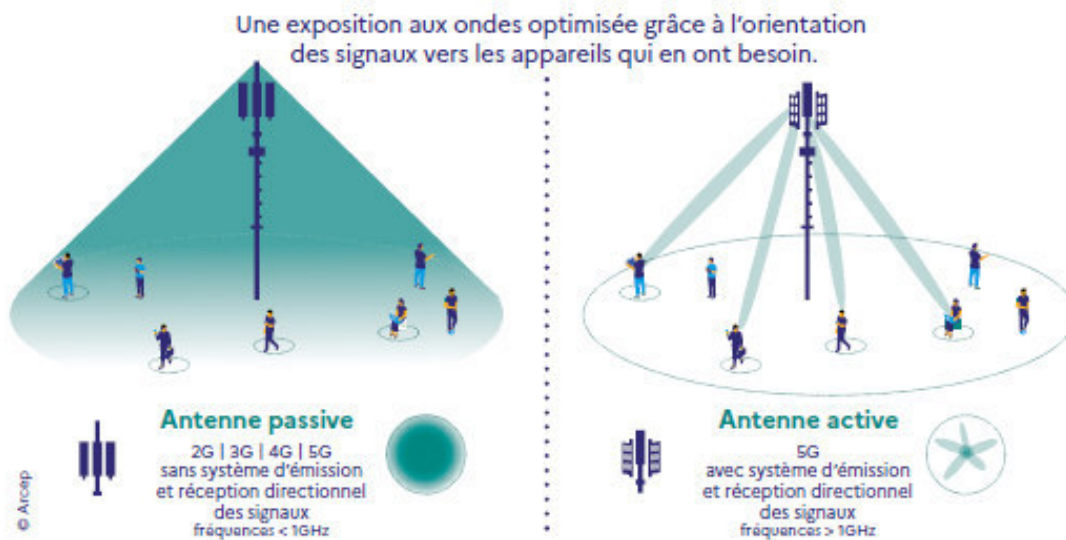 Une exposition aux ondes optimisée grâce à l'orientation
des signaux vers les appareils qui en ont besoin.
Antenne passive
2G | 3G | 4G | 5G
sans système d'émission
et réception directionnel
des signaux
fréquences < 1GHz
Antenne active
5G
avec système d'émission
et réception directionnel
des signaux
fréquences > 1GHz
© Arcep